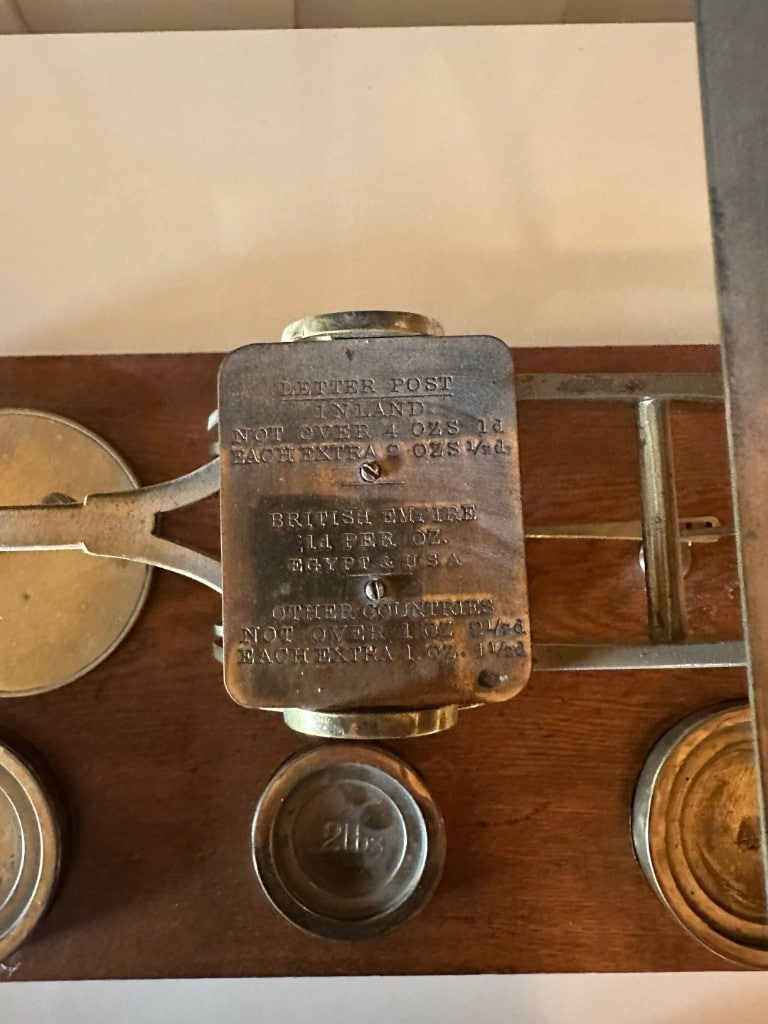 LETTER POST
INLAND
NOT OVER 4 OZS 1d
EACH EXTRA 2 OZS ½d
BRITISH EMPIRE
1d PER OZ.
EGYPT & USA
OTHER COUNTRIES
NOT OVER 1 OZ 2½d
EACH EXTRA 1 OZ. 1½d
2lbs